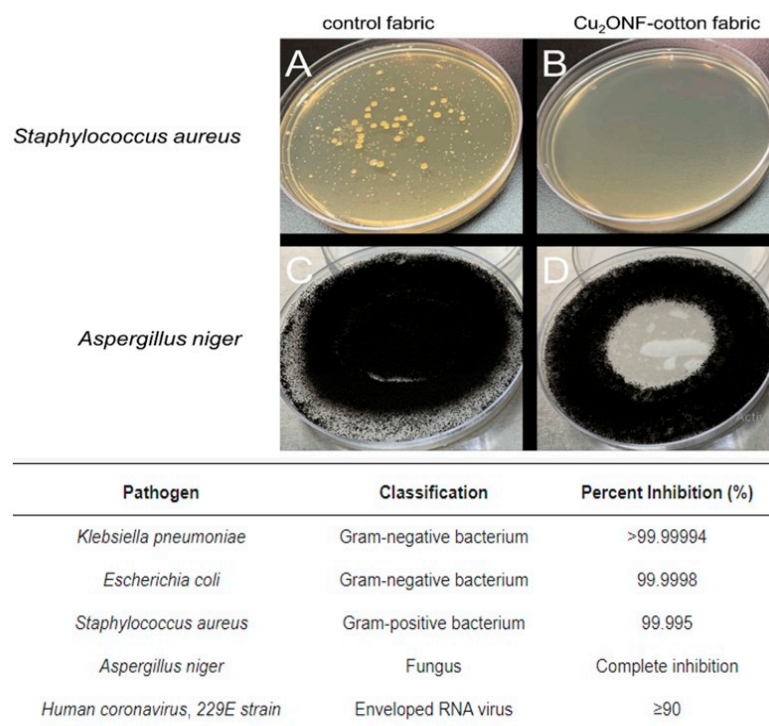 control fabric Cu₂ONF-cotton fabric
A B
Staphylococcus aureus
C D
Aspergillus niger
Activ
Pathogen Classification Percent Inhibition (%)
Klebsiella pneumoniae Gram-negative bacterium >99.99994
Escherichia coli Gram-negative bacterium 99.9998
Staphylococcus aureus Gram-positive bacterium 99.995
Aspergillus niger Fungus Complete inhibition
Human coronavirus, 229E strain Enveloped RNA virus ≥90